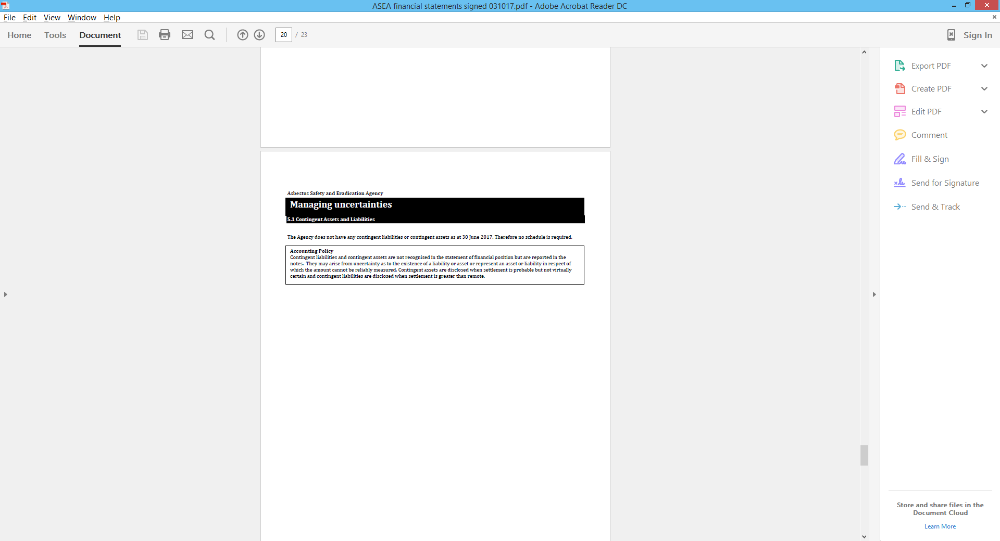 ASEA financial statements signed 031017.pdf - Adobe Acrobat Reader DC
File Edit View Window Help
Home Tools Document 20 / 23 Sign In
Asbestos Safety and Eradication Agency
Managing uncertainties
5.1 Contingent Assets and Liabilities
The Agency does not have any contingent liabilities or contingent assets as at 30 June 2017. Therefore no schedule is required.
Accounting Policy
Contingent liabilities and contingent assets are not recognised in the statement of financial position but are reported in the
notes.  They may arise from uncertainty as to the existence of a liability or asset or represent an asset or liability in respect of
which the amount cannot be reliably measured. Contingent assets are disclosed when settlement is probable but not virtually
certain and contingent liabilities are disclosed when settlement is greater than remote.
Export PDF
Create PDF
Edit PDF
Comment
Fill & Sign
Send for Signature
Send & Track
Store and share files in the
Document Cloud
Learn More